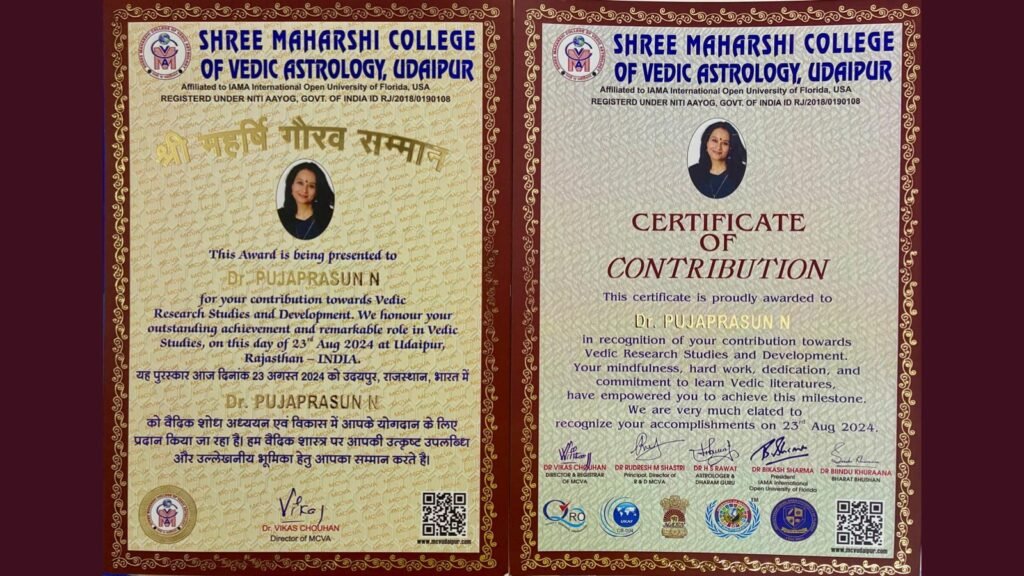 SHREE MAHARSHI COLLEGE
OF VEDIC ASTROLOGY, UDAIPUR
Affiliated to IAMA International Open University of Florida, USA
REGISTERD UNDER NITI AAYOG, GOVT. OF INDIA ID RJ/2018/0190108
श्री महर्षि गौरव सम्मान
This Award is being presented to
Dr. PUJAPRASUN N
for your contribution towards Vedic
Research Studies and Development. We honour your
outstanding achievement and remarkable role in Vedic
Studies, on this day of 23rd Aug 2024 at Udaipur,
Rajasthan – INDIA.
यह पुरस्कार आज दिनांक 23 अगस्त 2024 को उदयपुर, राजस्थान, भारत में
Dr. PUJAPRASUN N
को वैदिक शोध अध्ययन एवं विकास में आपके योगदान के लिए
प्रदान किया जा रहा हैं। हम वैदिक शास्त्र पर आपकी उत्कृष्ट उपलब्धि
और उल्लेखनीय भूमिका हेतु आपका सम्मान करते है।
Dr. VIKAS CHOUHAN
Director of MCVA
www.mcvudaipur.com
SHREE MAHARSHI COLLEGE
OF VEDIC ASTROLOGY, UDAIPUR
Affiliated to IAMA International Open University of Florida, USA
REGISTERD UNDER NITI AAYOG, GOVT. OF INDIA ID RJ/2018/0190108
CERTIFICATE
OF
CONTRIBUTION
This certificate is proudly awarded to
Dr. PUJAPRASUN N
in recognition of your contribution towards
Vedic Research Studies and Development.
Your mindfulness, hard work, dedication, and
commitment to learn Vedic literatures,
have empowered you to achieve this milestone.
We are very much elated to
recognize your accomplishments on 23rd Aug 2024.
DR VIKAS CHOUHAN
DIRECTOR & REGISTRAR
OF MCVA
DR RUDRESH M SHASTRI
Principal, Director of
R & D MCVA
DR H S RAWAT
ASTROLOGER &
DHARAM GURU
DR BIKASH SHARMA
President
IAMA International
Open University of Florida
DR BIINDU KHURAANA
BHARAT BHUSHAN
QRO
UKAF
TM
www.mcvudaipur.com